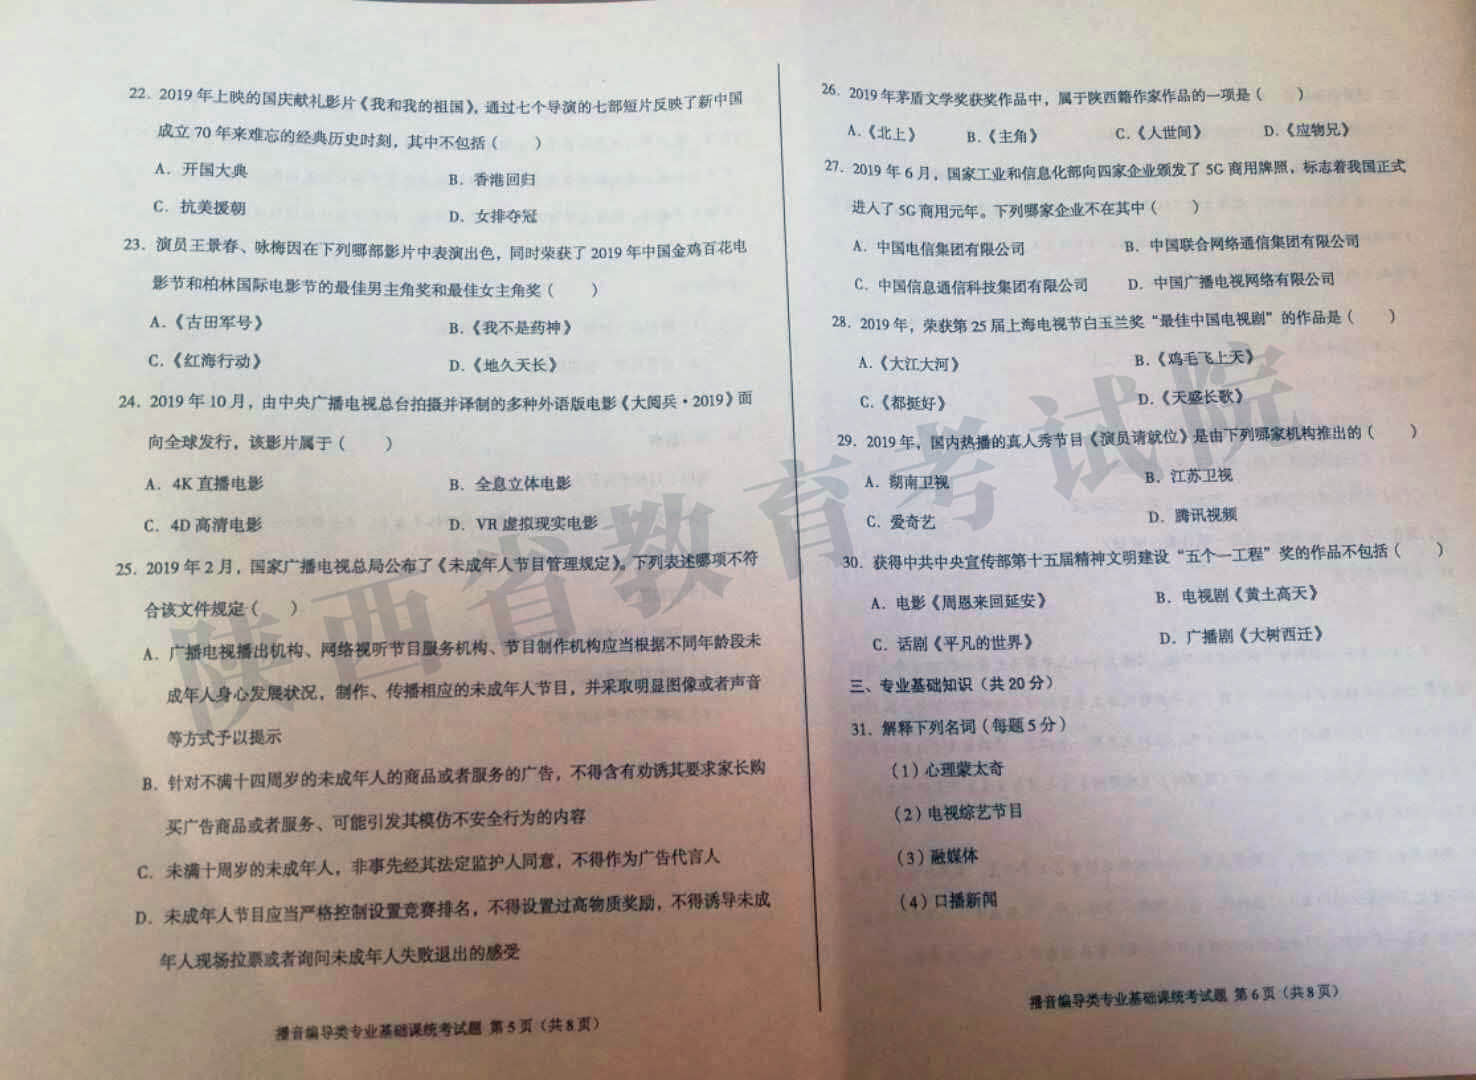 22. 2019年上映的国庆献礼影片《我和我的祖国》，通过七个导演的七部短片反映了新中国
成立70年来难忘的经典历史时刻，其中不包括（　　）
A. 开国大典
B. 香港回归
C. 抗美援朝
D. 女排夺冠
23. 演员王景春、咏梅因在下列哪部影片中表演出色，同时荣获了2019年中国金鸡百花电
影节和柏林国际电影节的最佳男主角奖和最佳女主角奖（　　）
A.《古田军号》
B.《我不是药神》
C.《红海行动》
D.《地久天长》
24. 2019年10月，由中央广播电视总台拍摄并译制的多种外语版电影《大阅兵·2019》面
向全球发行，该影片属于（　　）
A. 4K直播电影
B. 全息立体电影
C. 4D高清电影
D. VR虚拟现实电影
25. 2019年2月，国家广播电视总局公布了《未成年人节目管理规定》。下列表述哪项不符
合该文件规定（　　）
A. 广播电视播出机构、网络视听节目服务机构、节目制作机构应当根据不同年龄段未
成年人身心发展状况，制作、传播相应的未成年人节目，并采取明显图像或者声音
等方式予以提示
B. 针对不满十四周岁的未成年人的商品或者服务的广告，不得含有劝诱其要求家长购
买广告商品或者服务、可能引发其模仿不安全行为的内容
C. 未满十周岁的未成年人，非事先经其法定监护人同意，不得作为广告代言人
D. 未成年人节目应当严格控制设置竞赛排名，不得设置过高物质奖励，不得诱导未成
年人现场拉票或者询问未成年人失败退出的感受
播音编导类专业基础课统考试题 第5页（共8页）
26. 2019年茅盾文学奖获奖作品中，属于陕西籍作家作品的一项是（　　）
A.《北上》
B.《主角》
C.《人世间》
D.《应物兄》
27. 2019年6月，国家工业和信息化部向四家企业颁发了5G商用牌照，标志着我国正式
进入了5G商用元年。下列哪家企业不在其中（　　）
A. 中国电信集团有限公司
B. 中国联合网络通信集团有限公司
C. 中国信息通信科技集团有限公司
D. 中国广播电视网络有限公司
28. 2019年，荣获第25届上海电视节白玉兰奖“最佳中国电视剧”的作品是（　　）
A.《大江大河》
B.《鸡毛飞上天》
C.《都挺好》
D.《天盛长歌》
29. 2019年，国内热播的真人秀节目《演员请就位》是由下列哪家机构推出的（　　）
A. 湖南卫视
B. 江苏卫视
C. 爱奇艺
D. 腾讯视频
30. 获得中共中央宣传部第十五届精神文明建设“五个一工程”奖的作品不包括（　　）
A. 电影《周恩来回延安》
B. 电视剧《黄土高天》
C. 话剧《平凡的世界》
D. 广播剧《大树西迁》
三、专业基础知识（共20分）
31. 解释下列名词（每题5分）
（1）心理蒙太奇
（2）电视综艺节目
（3）融媒体
（4）口播新闻
播音编导类专业基础课统考试题 第6页（共8页）
陕西省教育考试院